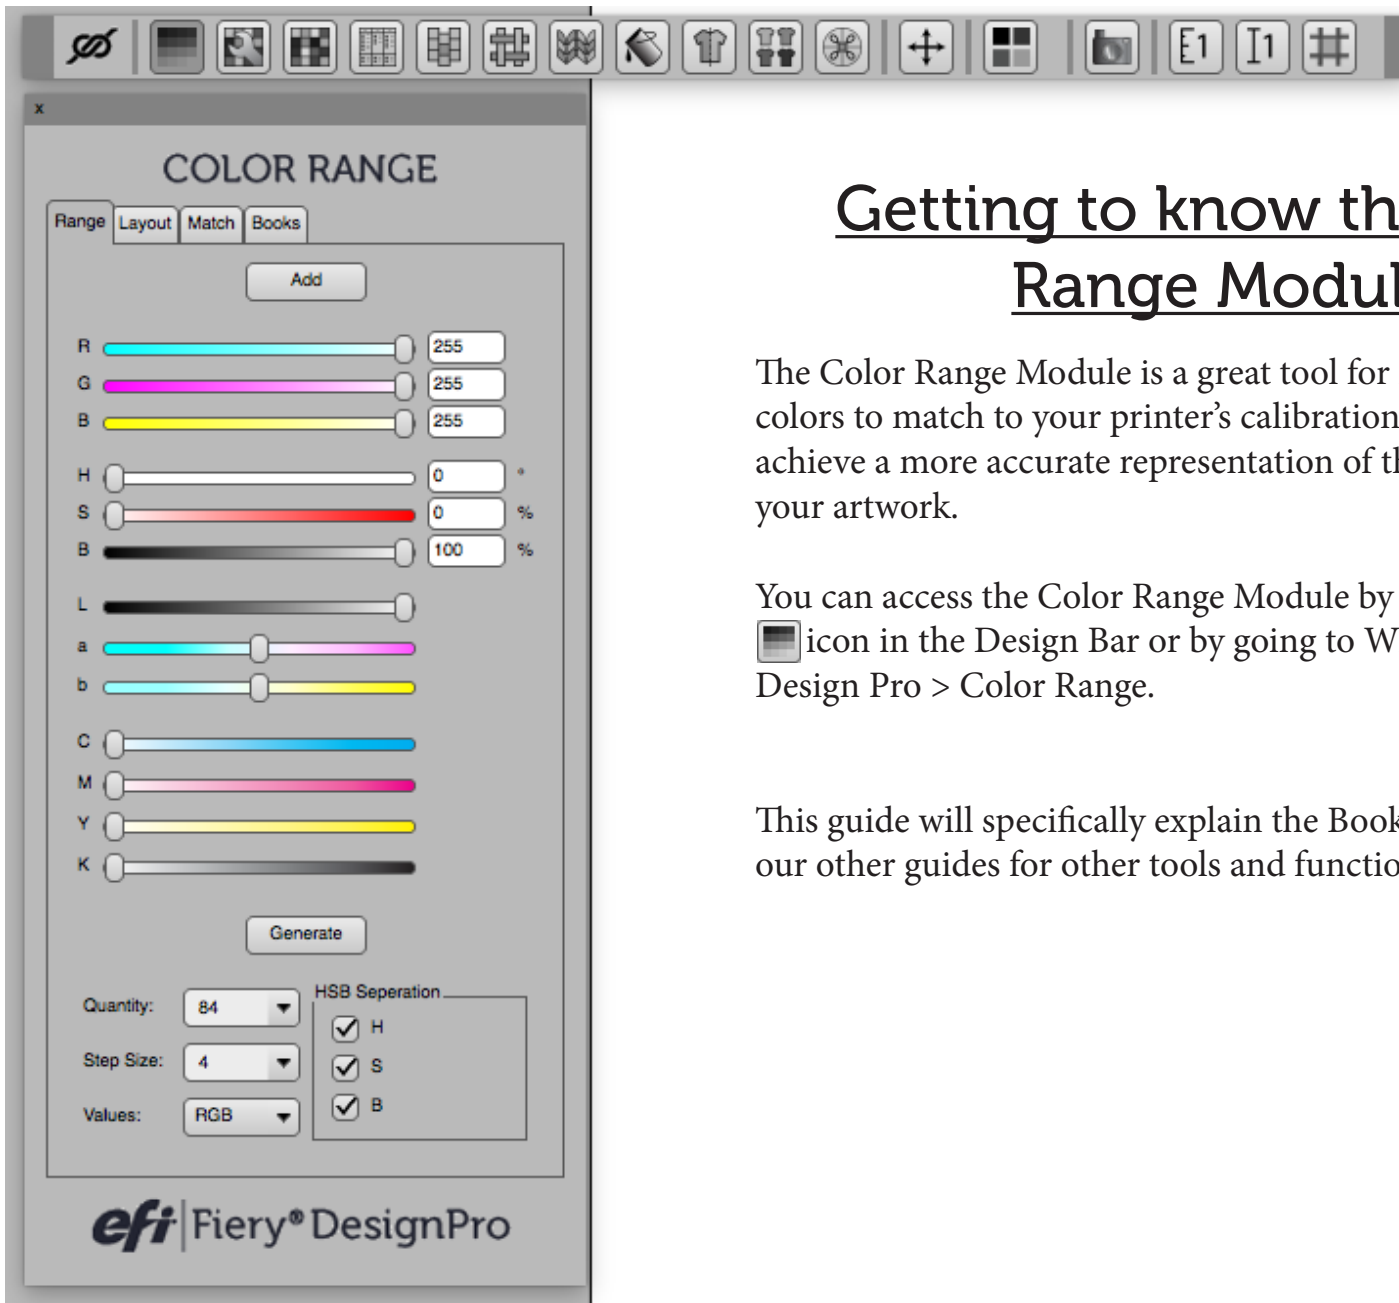 E1
I1
x
COLOR RANGE
Range Layout Match Books
Add
R 255
G 255
B 255
H 0 °
S 0 %
B 100 %
L
a
b
C
M
Y
K
Generate
Quantity: 84
Step Size: 4
Values: RGB
HSB Seperation
H
S
B
efi Fiery® DesignPro
Getting to know th
Range Modul
The Color Range Module is a great tool for
colors to match to your printer’s calibration
achieve a more accurate representation of th
your artwork.
You can access the Color Range Module by
icon in the Design Bar or by going to W
Design Pro > Color Range.
This guide will specifically explain the Book
our other guides for other tools and functio